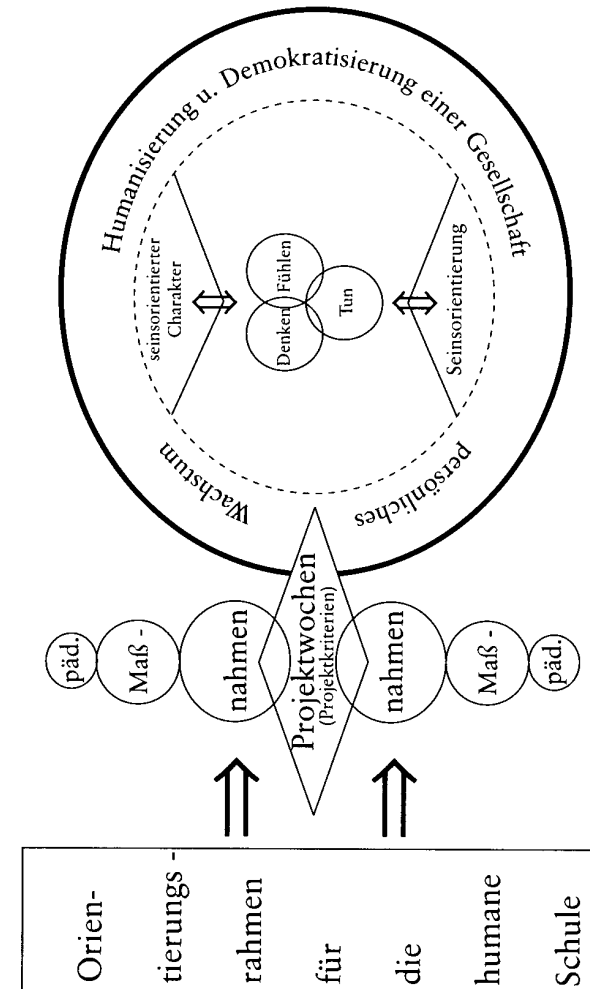 Orien-
tierungs-
rahmen
für
die
humane
Schule
päd.
Maß-
nahmen
Projektwochen
(Projektkriterien)
nahmen
Maß-
päd.
persönliches
Wachstum
Humanisierung u. Demokratisierung einer Gesellschaft
seinsorientierter
Charakter
Denken
Fühlen
Tun
Seinsorientierung